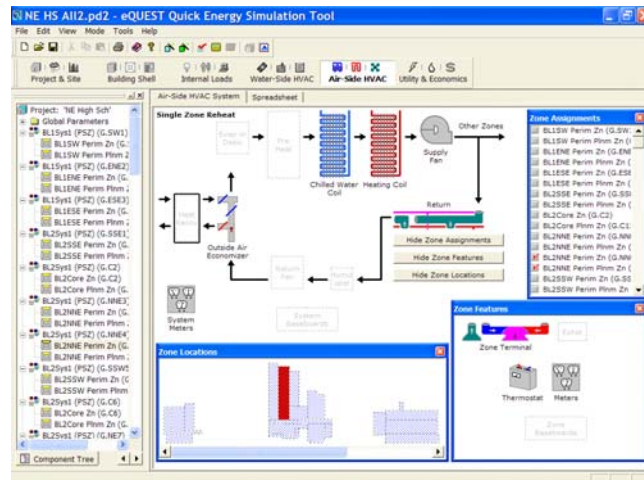 NE HS All2.pd2 - eQUEST Quick Energy Simulation Tool
File Edit View Mode Tools Help
Project & Site
Building Shell
Internal Loads
Water-Side HVAC
Air-Side HVAC
Utility & Economics
Project: 'NE High Sch'
Global Parameters
BL1Sys1 (PSZ) (G.SW1)
BL1SW Perim Zn (G.
BL1SW Perim Plnm Z
BL1Sys1 (PSZ) (G.ENE2)
BL1ENE Perim Zn (G.
BL1ENE Perim Plnm
BL1Sys1 (PSZ) (G.ESE3)
BL1ESE Perim Zn (G.
BL1ESE Perim Plnm
BL2Sys1 (PSZ) (G.SSE1)
BL2SSE Perim Zn (G.
BL2SSE Perim Plnm
BL2Sys1 (PSZ) (G.C2)
BL2Core Zn (G.C2)
BL2Core Plnm Zn (G.
BL2Sys1 (PSZ) (G.NNE3)
BL2NNE Perim Zn (G.
BL2NNE Perim Plnm
BL2Sys1 (PSZ) (G.NNE4)
BL2NNE Perim Zn (G.
BL2NNE Perim Plnm
BL2Sys1 (PSZ) (G.SSW5
BL2SSW Perim Zn (G
BL2SSW Perim Plnm
BL2Sys1 (PSZ) (G.C6)
BL2Core Zn (G.C6)
BL2Core Plnm Zn (G.
BL2Sys1 (PSZ) (G.NE7)
Component Tree
Air-Side HVAC System
Spreadsheet
Single Zone Reheat
Chilled Water Coil
Heating Coil
Supply Fan
Other Zones
Return
Outside Air Economizer
Return Fan
System Meters
System Baseboards
Hide Zone Assignments
Hide Zone Features
Hide Zone Locations
Zone Assignments
BL1SW Perim Zn (G.SW:
BL1SW Perim Plnm Zn (
BL1ENE Perim Zn (G.ENE
BL1ENE Perim Plnm Zn (
BL1ESE Perim Zn (G.ESE
BL1ESE Perim Plnm Zn (
BL2SSE Perim Zn (G.SSE
BL2SSE Perim Plnm Zn (
BL2Core Zn (G.C2)
BL2Core Plnm Zn (G.C1:
BL2NNE Perim Zn (G.NNI
BL2NNE Perim Plnm Zn (
BL2NNE Perim Zn (G.NNI
BL2NNE Perim Plnm Zn (
BL2SSW Perim Zn (G.SS
BL2SSW Perim Plnm Zn
Zone Locations
Zone Features
Zone Terminal
Exhst
Thermostat
Meters
Zone Baseboards